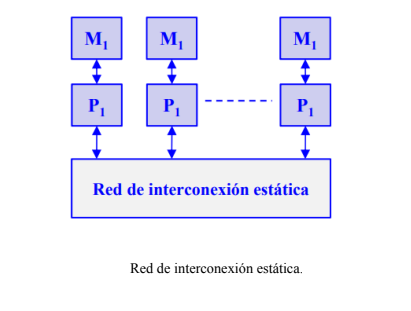 M1 M1 M1
P1 P1 P1
Red de interconexión estática
Red de interconexión estática.